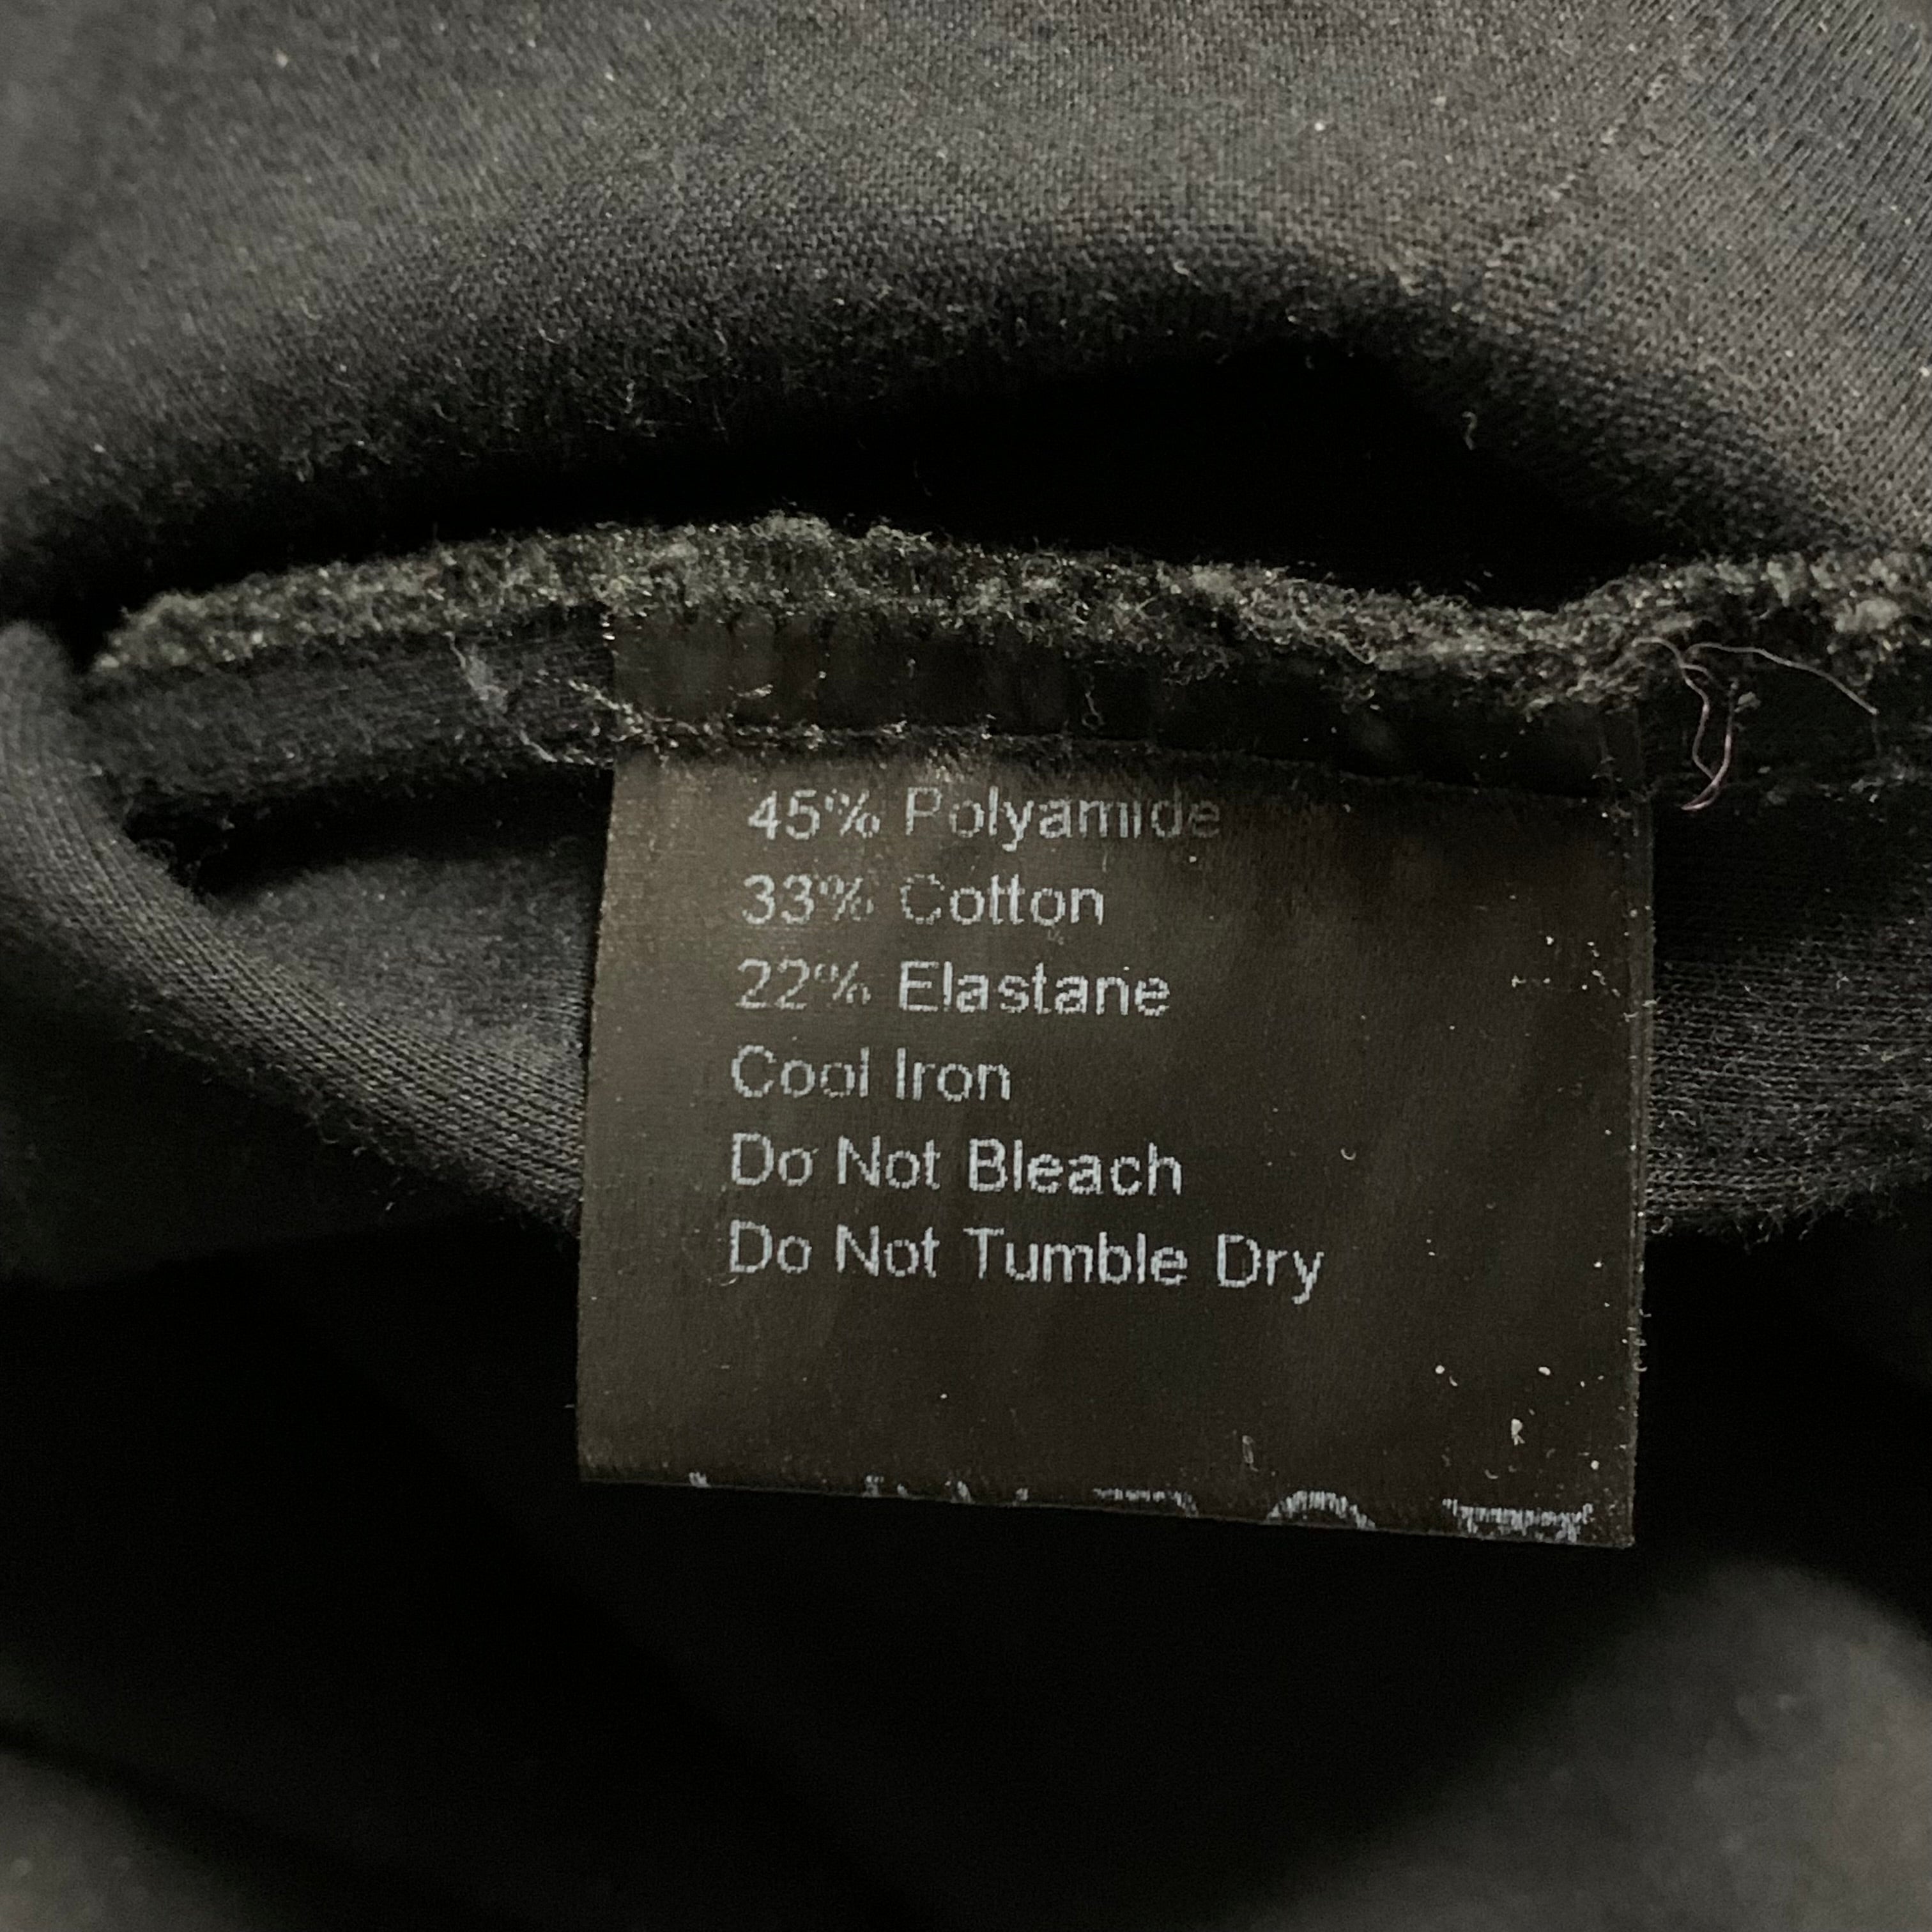 45% Polyamide
33% Cotton
22% Elastane
Cool Iron
Do Not Bleach
Do Not Tumble Dry